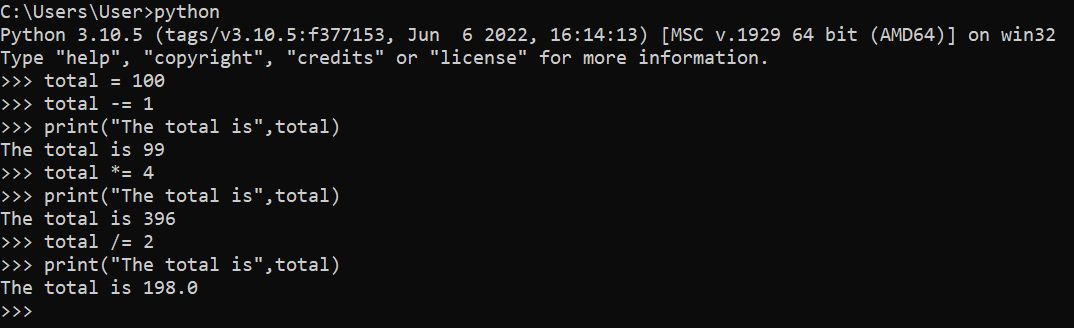 C:\Users\User>python
Python 3.10.5 (tags/v3.10.5:f377153, Jun  6 2022, 16:14:13) [MSC v.1929 64 bit (AMD64)] on win32
Type "help", "copyright", "credits" or "license" for more information.
>>> total = 100
>>> total -= 1
>>> print("The total is",total)
The total is 99
>>> total *= 4
>>> print("The total is",total)
The total is 396
>>> total /= 2
>>> print("The total is",total)
The total is 198.0
>>>